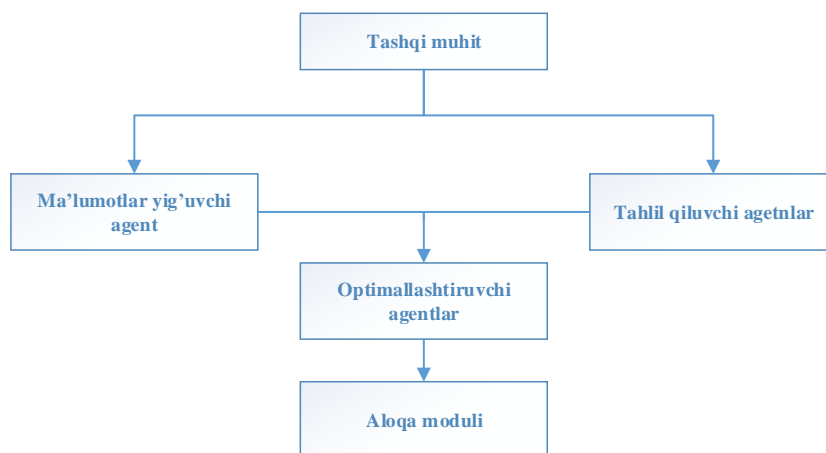 Tashqi muhit
Ma’lumotlar yig’uvchi
agent
Tahlil qiluvchi agetnlar
Optimallashtiruvchi
agentlar
Aloqa moduli